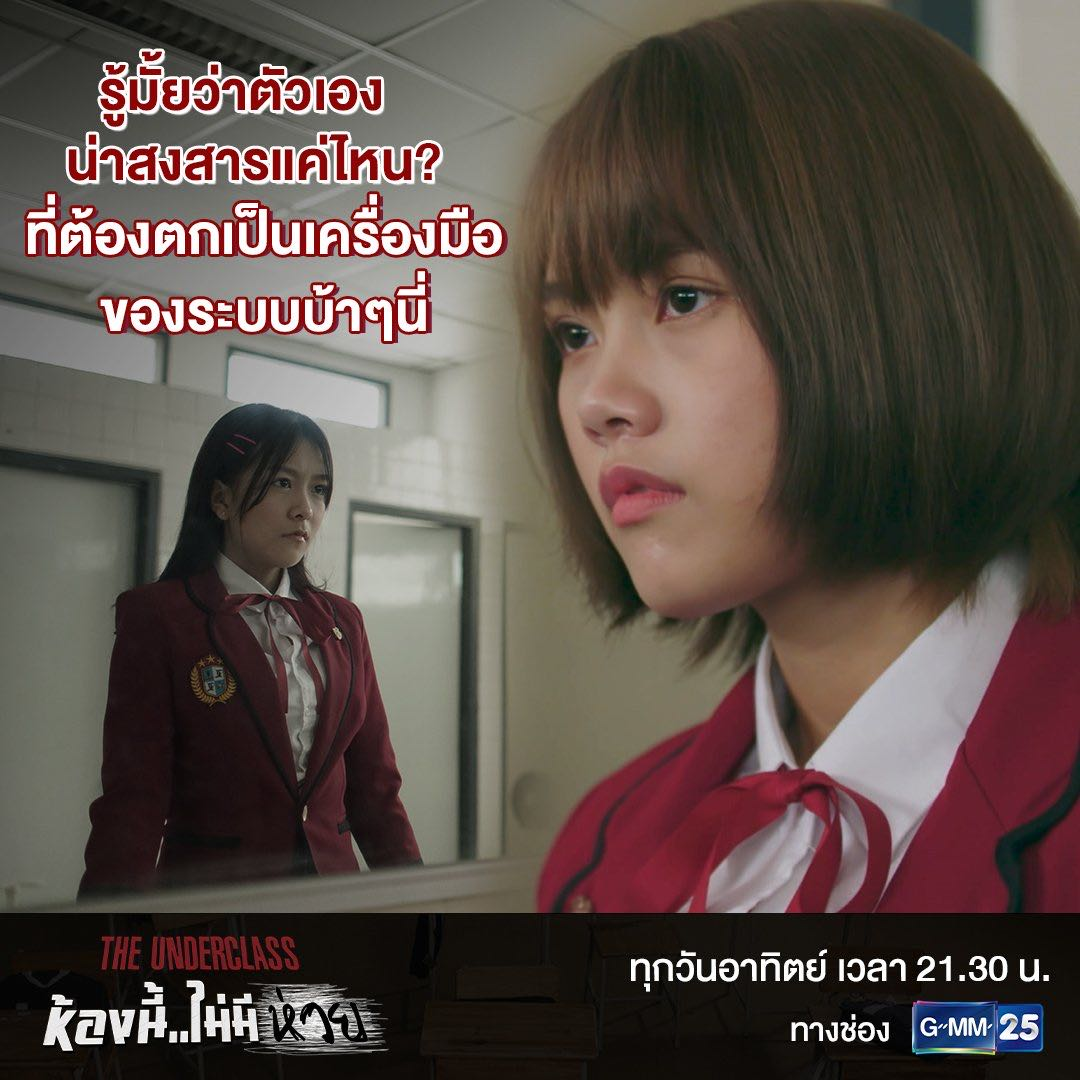 รู้มั้ยว่าตัวเอง
น่าสงสารแค่ไหน?
ที่ต้องตกเป็นเครื่องมือ
ของระบบบ้าๆนี่
THE UNDERCLASS
ห้องนี้..ไม่มีห่วย
ทุกวันอาทิตย์ เวลา 21.30 น.
ทางช่อง GMM 25